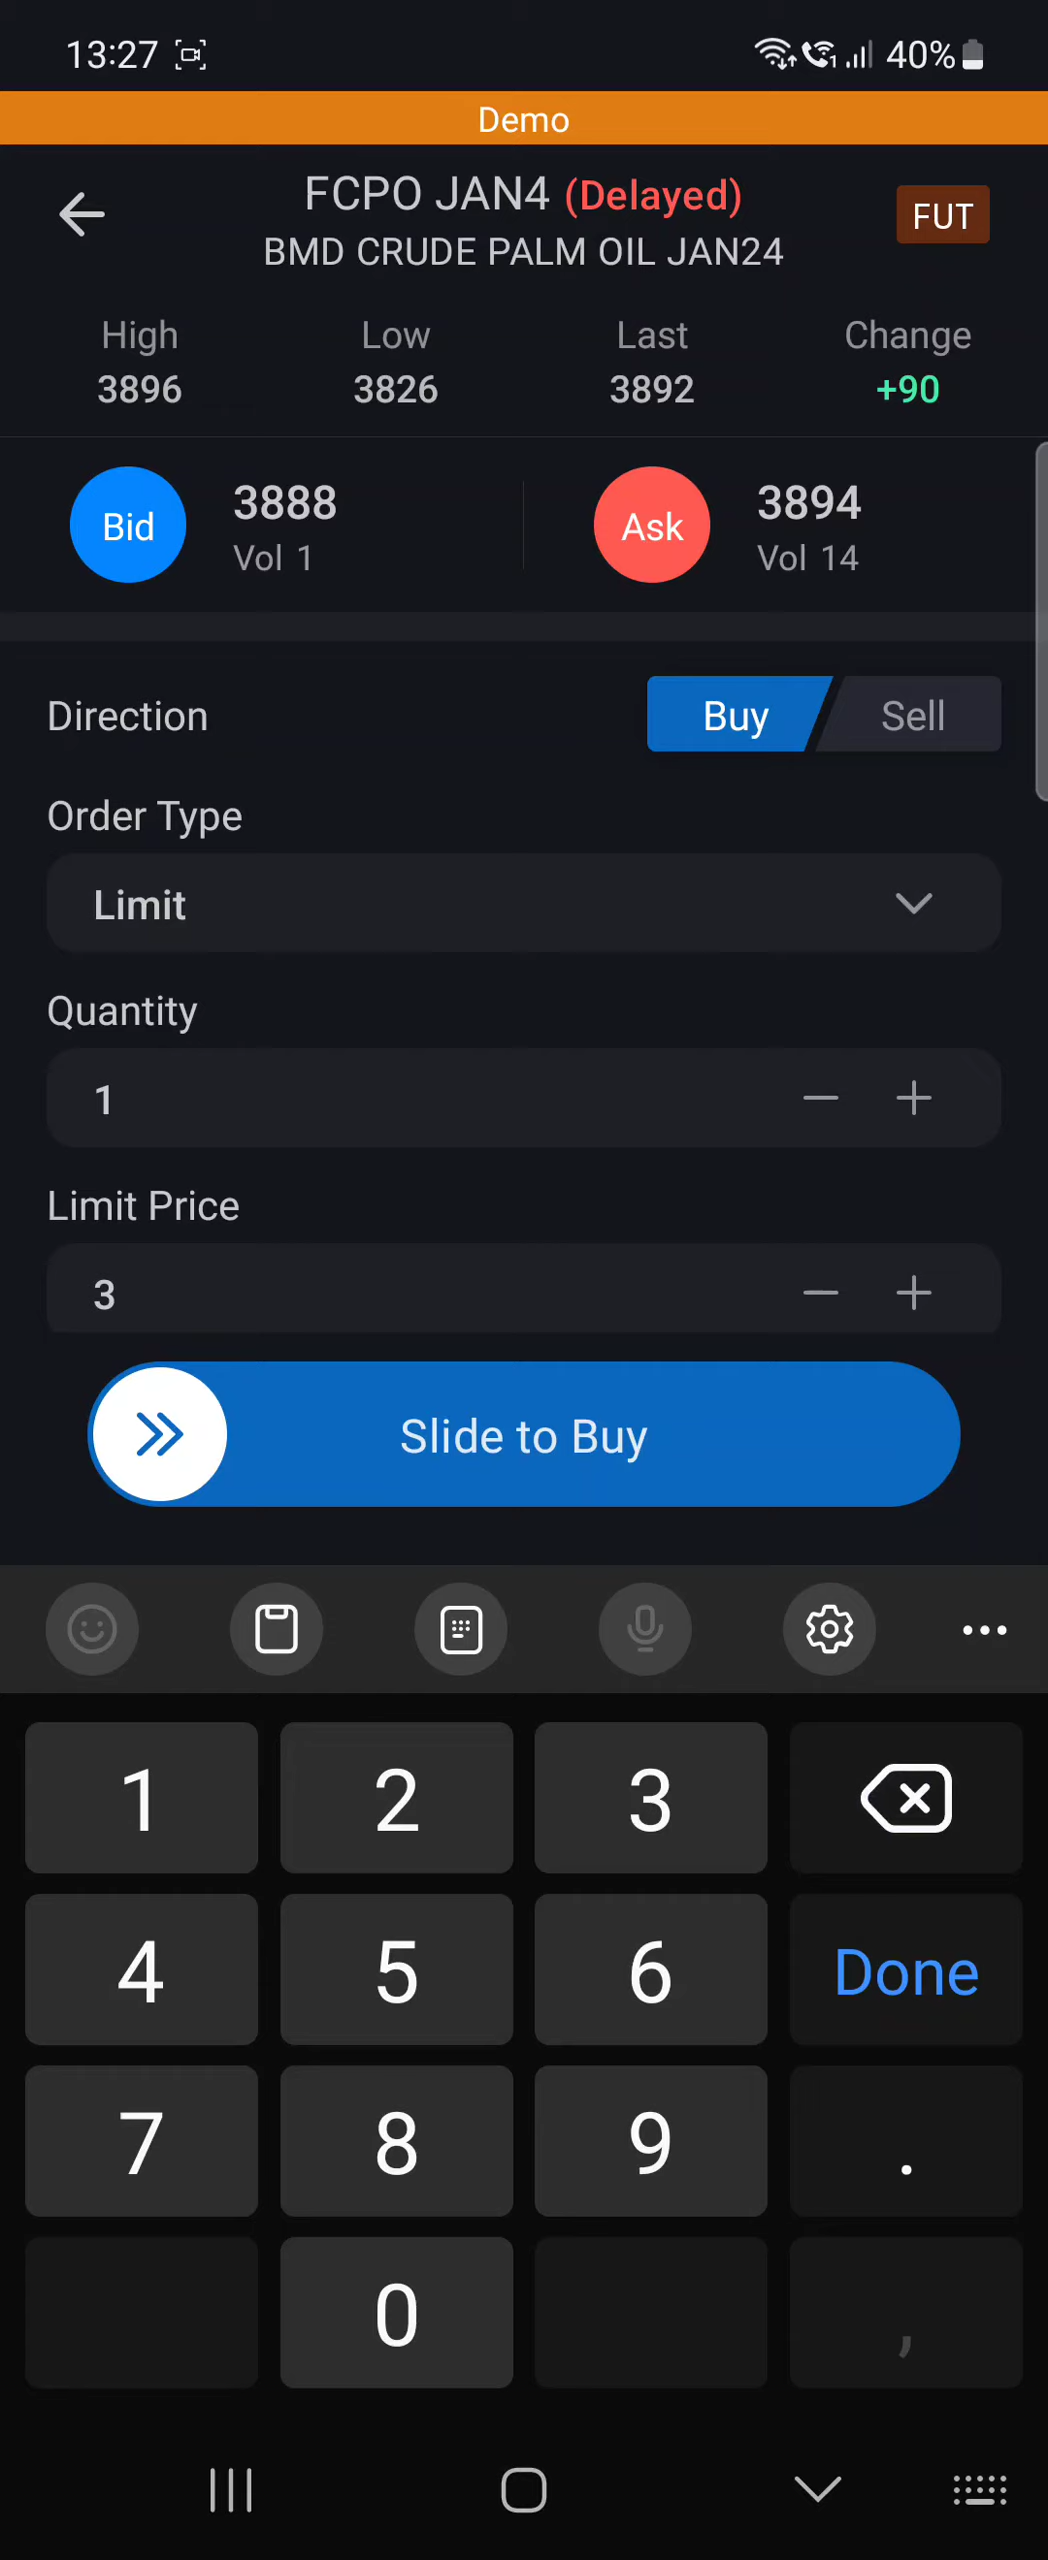 13:27 1 40%
Demo
FCPO JAN4 (Delayed)
BMD CRUDE PALM OIL JAN24
FUT
High Low Last Change
3896 3826 3892 +90
Bid 3888 Vol 1
Ask 3894 Vol 14
Direction Buy Sell
Order Type
Limit
Quantity
1
Limit Price
3
Slide to Buy
1 2 3
4 5 6 Done
7 8 9 .
0 ,